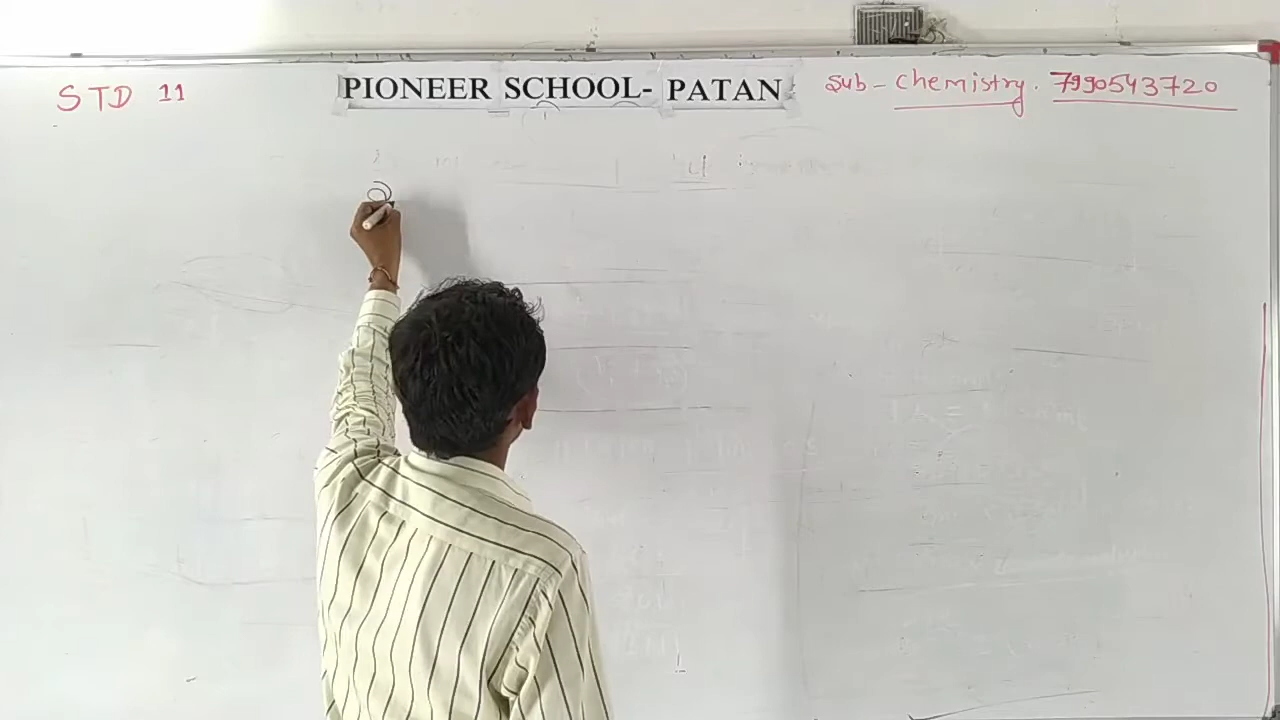 STD 11
PIONEER SCHOOL- PATAN
Sub - Chemistry. 7990543720